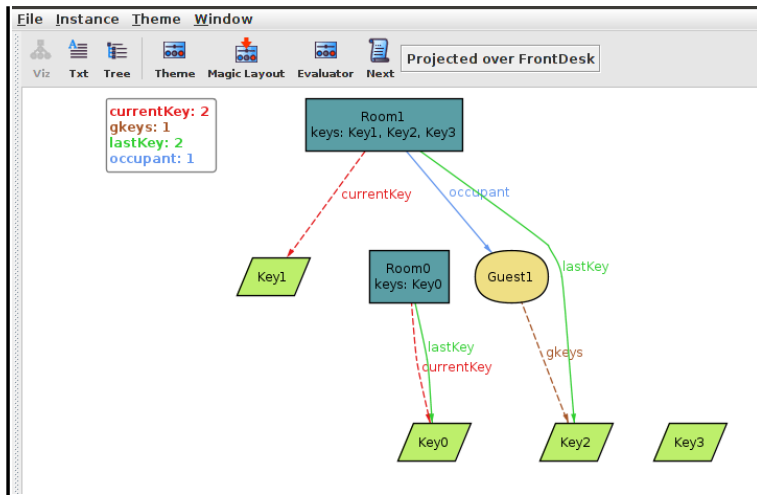 File Instance Theme Window
Viz Txt Tree Theme Magic Layout Evaluator Next Projected over FrontDesk
currentKey: 2
gkeys: 1
lastKey: 2
occupant: 1
Room1
keys: Key1, Key2, Key3
currentKey
occupant
lastKey
Key1
Room0
keys: Key0
Guest1
lastKey
currentKey
gkeys
Key0
Key2
Key3